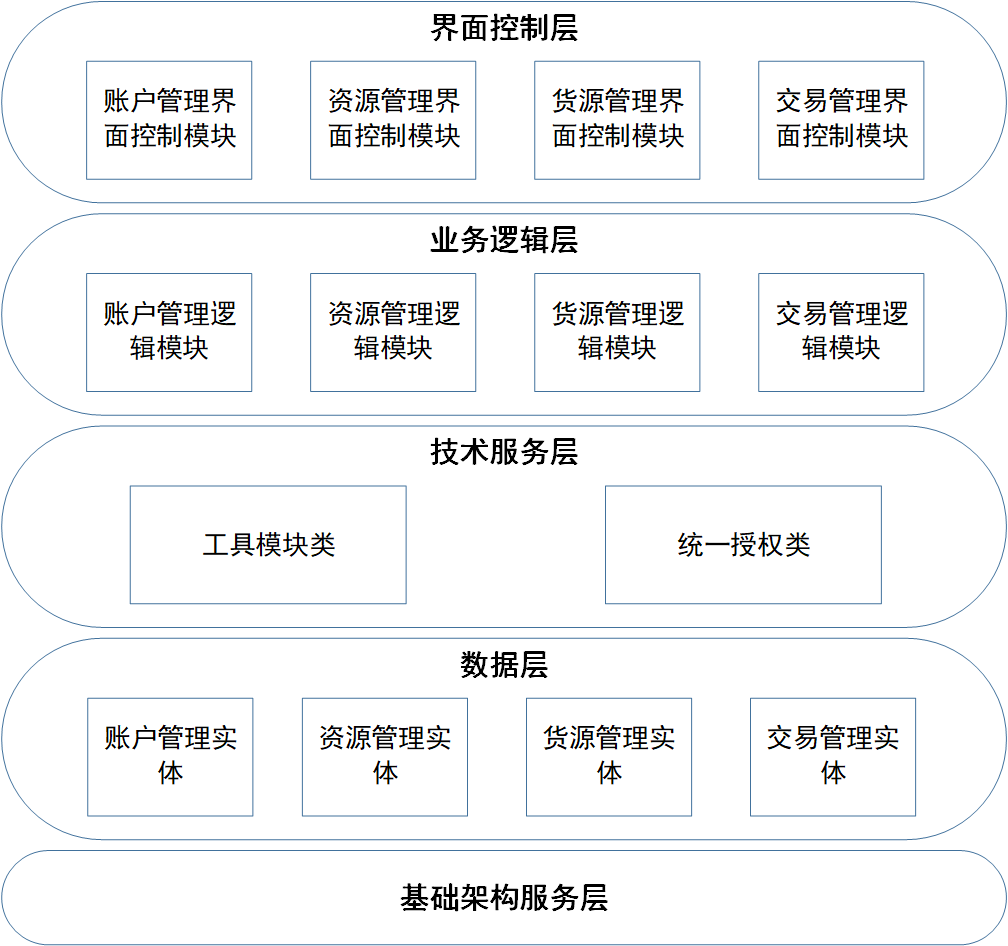 界面控制层
账户管理界
面控制模块
资源管理界
面控制模块
货源管理界
面控制模块
交易管理界
面控制模块
业务逻辑层
账户管理逻
辑模块
资源管理逻
辑模块
货源管理逻
辑模块
交易管理逻
辑模块
技术服务层
工具模块类
统一授权类
数据层
账户管理实
体
资源管理实
体
货源管理实
体
交易管理实
体
基础架构服务层